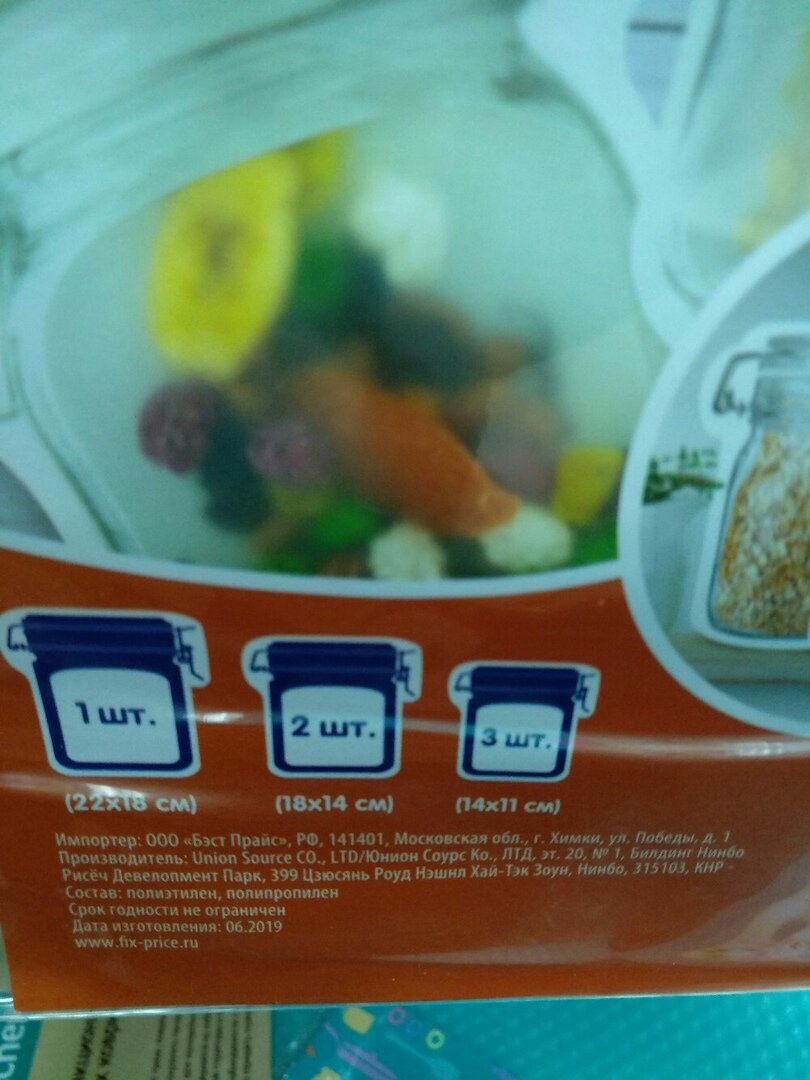 1 шт.
2 шт.
3 шт.
(22x18 см)
(18x14 см)
(14x11 см)
Импортер: ООО «Бэст Прайс», РФ, 141401, Московская обл., г. Химки, ул. Победы, д. 1
Производитель: Union Source CO., LTD/Юнион Соурс Ко., ЛТД, эт. 20, № 1, Билдинг Нинбо
Рисёч Девелопмент Парк, 399 Цзюсянь Роуд Нэшнл Хай-Тэк Зоун, Нинбо, 315103, КНР
Состав: полиэтилен, полипропилен
Срок годности не ограничен
Дата изготовления: 06.2019
www.fix-price.ru